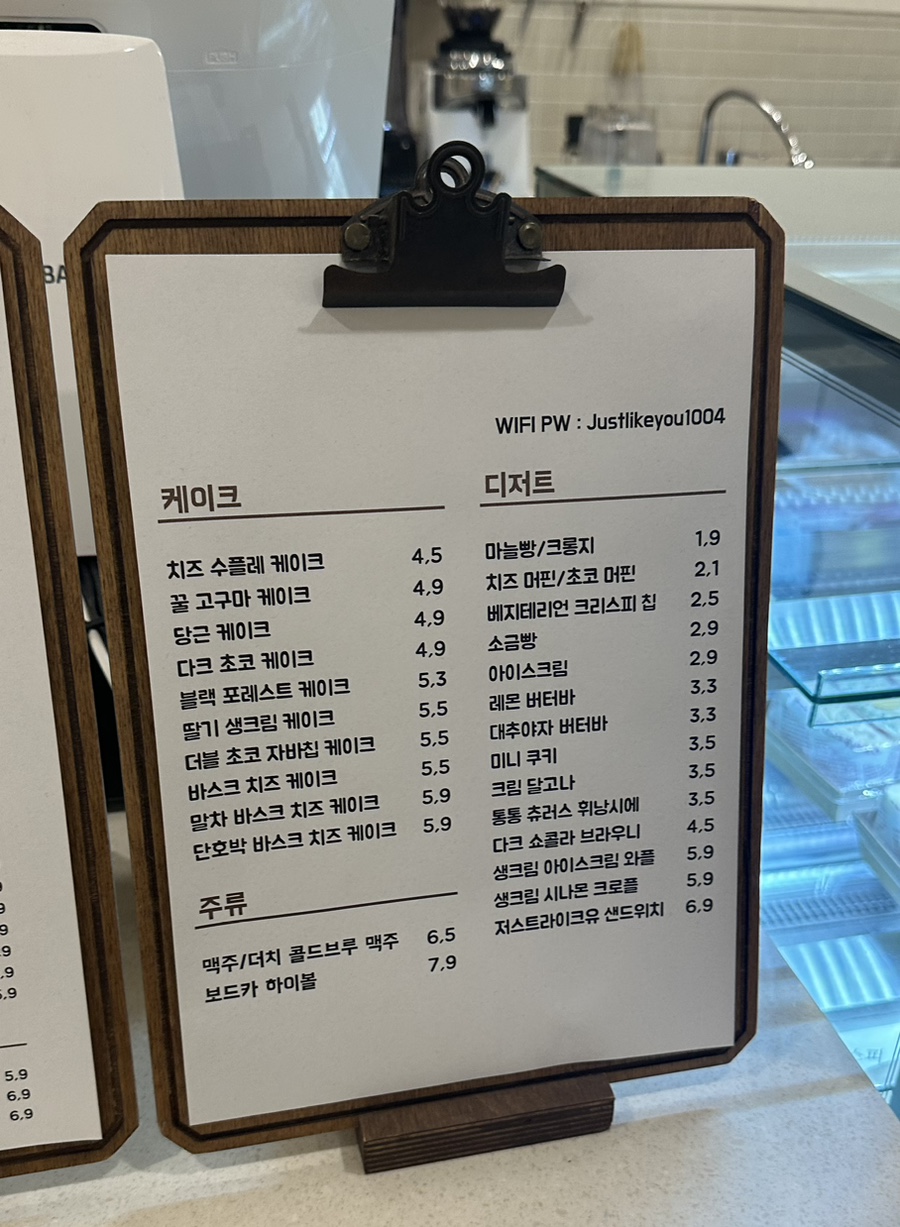 BA
WIFI PW : Justlikeyou1004
케이크
치즈 수플레 케이크 4,5
꿀 고구마 케이크 4,9
당근 케이크 4,9
다크 초코 케이크 4,9
블랙 포레스트 케이크 5,3
딸기 생크림 케이크 5,5
더블 초코 자바칩 케이크 5,5
바스크 치즈 케이크 5,5
말차 바스크 치즈 케이크 5,9
단호박 바스크 치즈 케이크 5,9
주류
맥주/더치 콜드브루 맥주 6,5
보드카 하이볼 7,9
디저트
마늘빵/크롱지 1,9
치즈 머핀/초코 머핀 2,1
베지테리언 크리스피 칩 2,5
소금빵 2,9
아이스크림 2,9
레몬 버터바 3,3
대추야자 버터바 3,3
미니 쿠키 3,5
크림 달고나 3,5
통통 츄러스 휘낭시에 3,5
다크 쇼콜라 브라우니 4,5
생크림 아이스크림 와플 5,9
생크림 시나몬 크로플 5,9
저스트라이크유 샌드위치 6,9
5,9
6,9
6,9